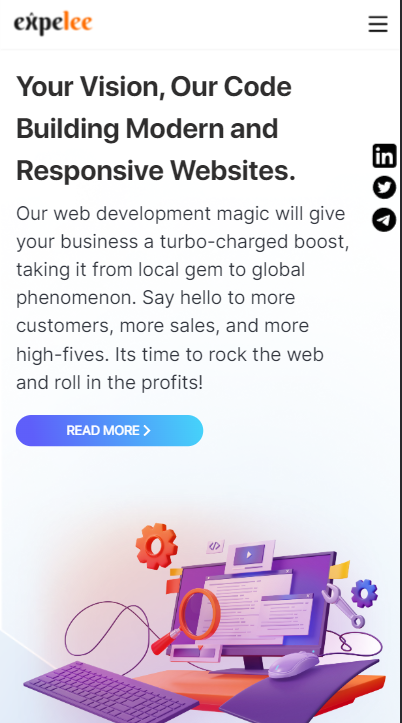 expelee
Your Vision, Our Code
Building Modern and
Responsive Websites.
Our web development magic will give
your business a turbo-charged boost,
taking it from local gem to global
phenomenon. Say hello to more
customers, more sales, and more
high-fives. Its time to rock the web
and roll in the profits!
READ MORE
in